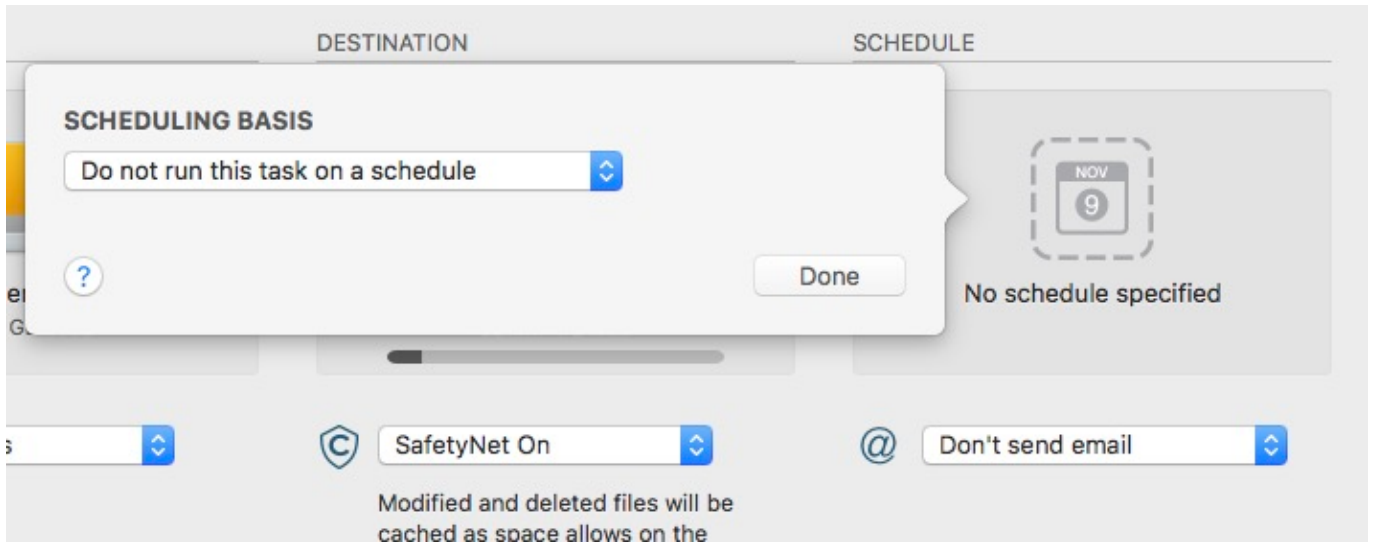 DESTINATION
SCHEDULE
SCHEDULING BASIS
Do not run this task on a schedule
?
Done
NOV
9
No schedule specified
SafetyNet On
@
Don't send email
Modified and deleted files will be
cached as space allows on the